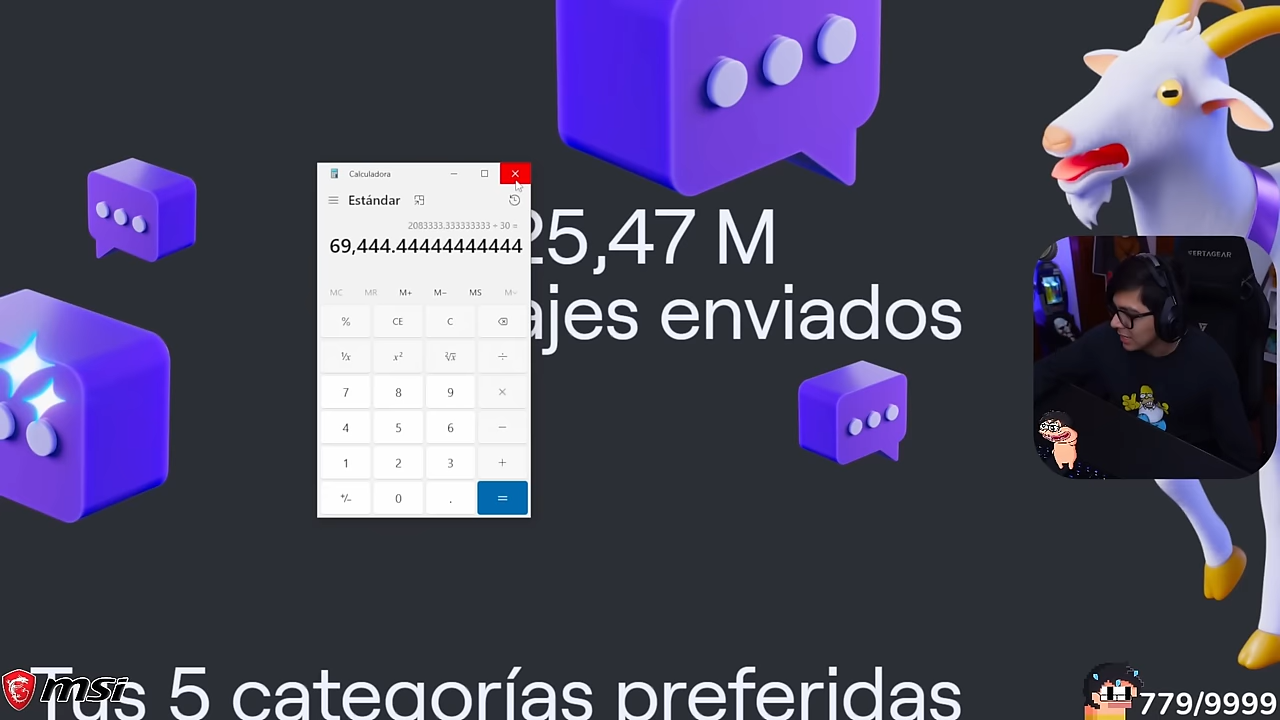 Calculadora
Estándar
2083333.333333333 ÷ 30 =
69,444.44444444444
MC MR M+ M− MS M˅
% CE C
¹/x x² ²√x ÷
7 8 9 ×
4 5 6 −
1 2 3 +
+/− 0 . =
25,47 M
ajes enviados
SERTAGEAR
Tus 5 categorías preferidas
msi
779/9999